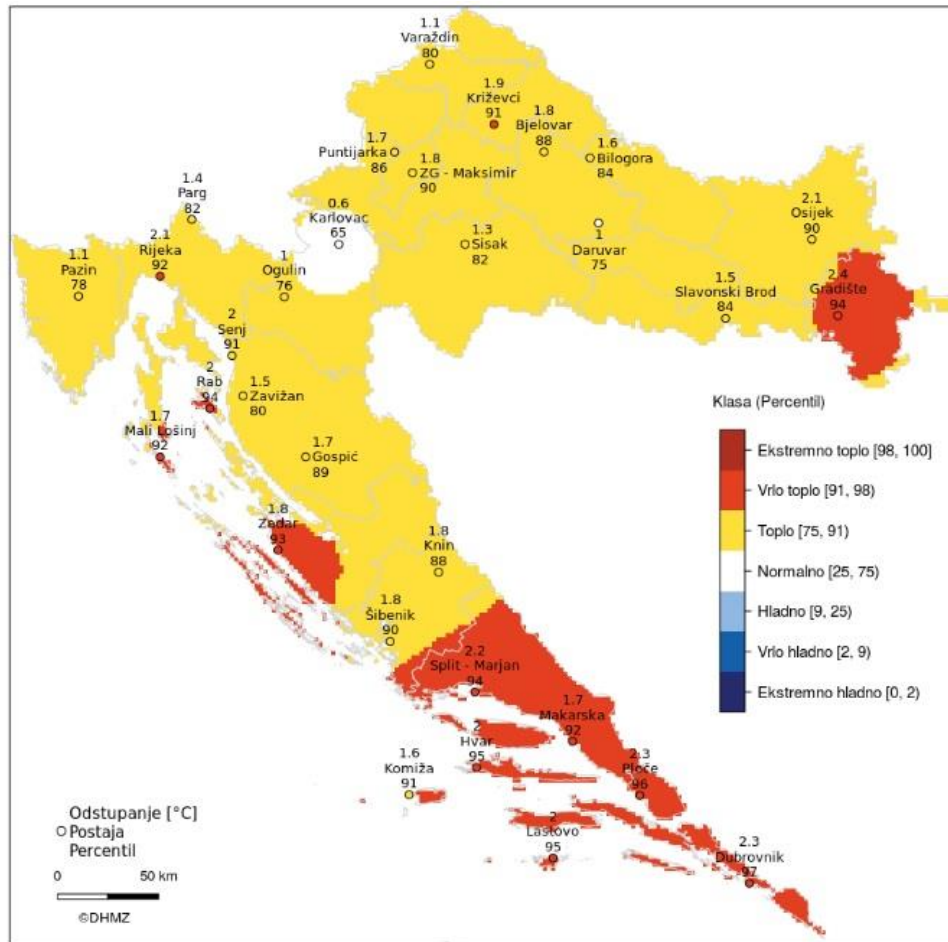 1.1
Varaždin
80
1.9
Križevci
91
1.8
Bjelovar
88
1.7
Puntijarka
86
1.8
ZG - Maksimir
90
1.6
Bilogora
84
1.4
Parg
82
0.6
Karlovac
65
2.1
Osijek
90
2.1
Rijeka
92
1.3
Sisak
82
1
Daruvar
75
1.1
Pazin
78
1
Ogulin
76
1.5
Slavonski Brod
84
2.4
Gradište
94
2
Senj
91
2
Rab
94
1.5
Zavižan
80
1.7
Mali Lošinj
92
1.7
Gospić
89
1.8
Zadar
93
1.8
Knin
88
1.8
Šibenik
90
2.2
Split - Marjan
94
1.7
Makarska
92
2
Hvar
95
1.6
Komiža
91
2.3
Ploče
96
2
Lastovo
95
2.3
Dubrovnik
97
Klasa (Percentil)
Ekstremno toplo [98, 100]
Vrlo toplo [91, 98)
Toplo [75, 91)
Normalno [25, 75)
Hladno [9, 25)
Vrlo hladno [2, 9)
Ekstremno hladno [0, 2)
Odstupanje [°C]
Postaja
Percentil
0 50 km
©DHMZ